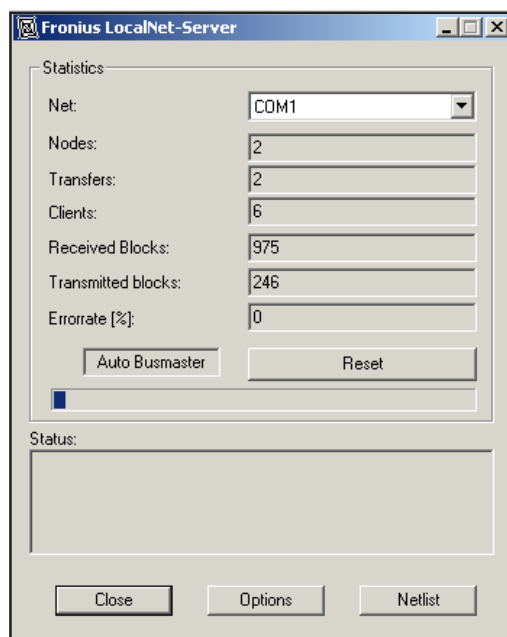 Fronius LocalNet-Server
Statistics
Net: COM1
Nodes: 2
Transfers: 2
Clients: 6
Received Blocks: 975
Transmitted blocks: 246
Errorrate [%]: 0
Auto Busmaster Reset
Status:
Close Options Netlist